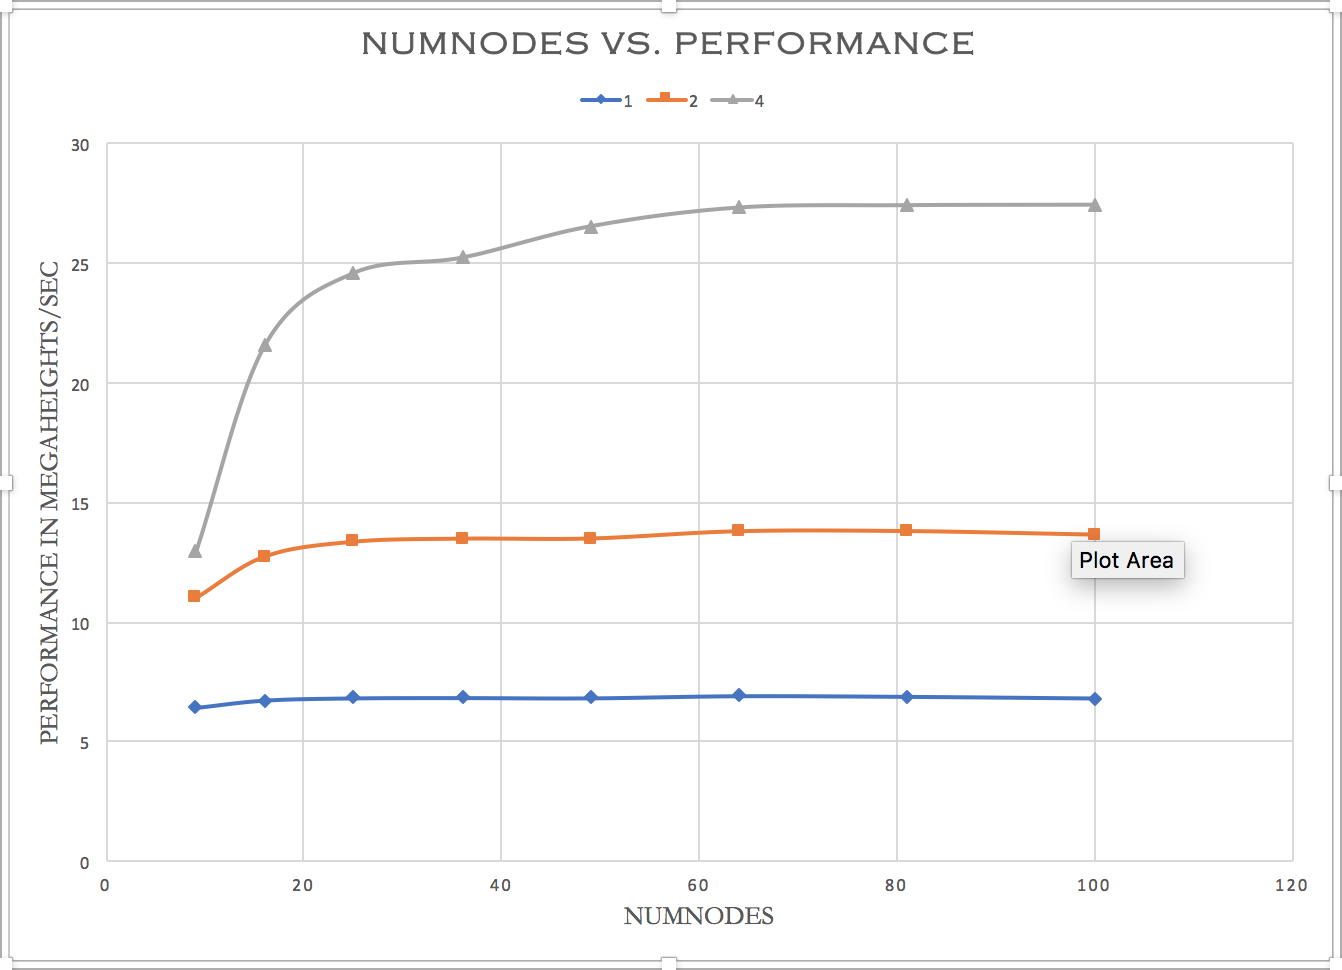 NUMNODES VS. PERFORMANCE
1 2 4
30
25
20
15
10
5
0
PERFORMANCE IN MEGAHEIGHTS/SEC
Plot Area
0 20 40 60 80 100 120
NUMNODES